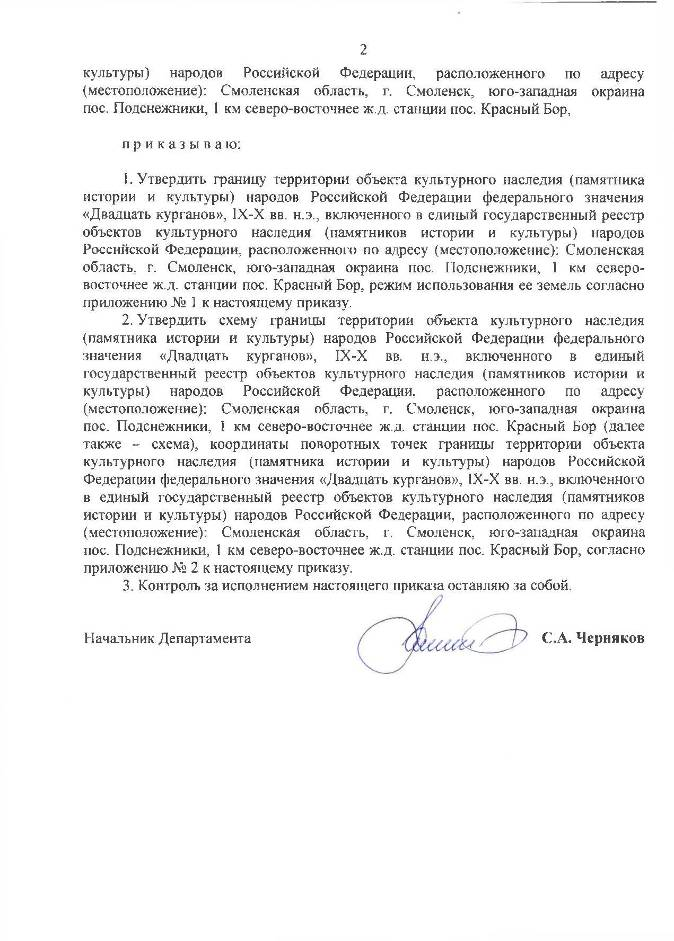 2
культуры) народов Российской Федерации, расположенного по адресу
(местоположение): Смоленская область, г. Смоленск, юго-западная окраина
пос. Подснежники, 1 км северо-восточнее ж.д. станции пос. Красный Бор,
п р и к а з ы в а ю:
1. Утвердить границу территории объекта культурного наследия (памятника
истории и культуры) народов Российской Федерации федерального значения
«Двадцать курганов», IX-X вв. н.э., включенного в единый государственный реестр
объектов культурного наследия (памятников истории и культуры) народов
Российской Федерации, расположенного по адресу (местоположение): Смоленская
область, г. Смоленск, юго-западная окраина пос. Подснежники, 1 км северо-
восточнее ж.д. станции пос. Красный Бор, режим использования ее земель согласно
приложению № 1 к настоящему приказу.
2. Утвердить схему границы территории объекта культурного наследия
(памятника истории и культуры) народов Российской Федерации федерального
значения «Двадцать курганов», IX-X вв. н.э., включенного в единый
государственный реестр объектов культурного наследия (памятников истории и
культуры) народов Российской Федерации, расположенного по адресу
(местоположение): Смоленская область, г. Смоленск, юго-западная окраина
пос. Подснежники, 1 км северо-восточнее ж.д. станции пос. Красный Бор (далее
также – схема), координаты поворотных точек границы территории объекта
культурного наследия (памятника истории и культуры) народов Российской
Федерации федерального значения «Двадцать курганов», IX-X вв. н.э., включенного
в единый государственный реестр объектов культурного наследия (памятников
истории и культуры) народов Российской Федерации, расположенного по адресу
(местоположение): Смоленская область, г. Смоленск, юго-западная окраина
пос. Подснежники, 1 км северо-восточнее ж.д. станции пос. Красный Бор, согласно
приложению № 2 к настоящему приказу.
3. Контроль за исполнением настоящего приказа оставляю за собой.
Начальник Департамента С.А. Черняков